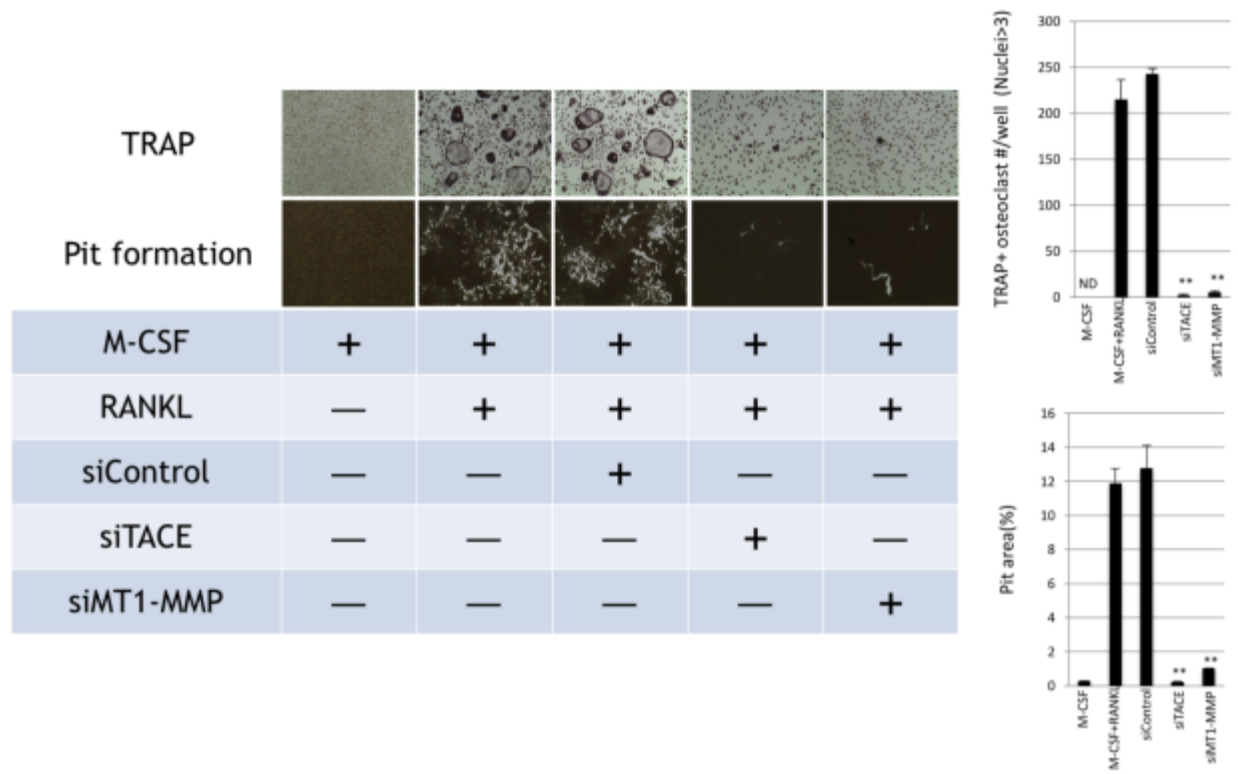 TRAP
Pit formation
M-CSF + + + + +
RANKL — + + + +
siControl — — + — —
siTACE — — — + —
siMT1-MMP — — — — +
TRAP+ osteoclast #/well (Nuclei>3)
300
250
200
150
100
50
0
ND
**
**
M-CSF
M-CSF+RANKL
siControl
siTACE
siMT1-MMP
Pit area(%)
16
14
12
10
8
6
4
2
0
**
**
M-CSF
M-CSF+RANKL
siControl
siTACE
siMT1-MMP